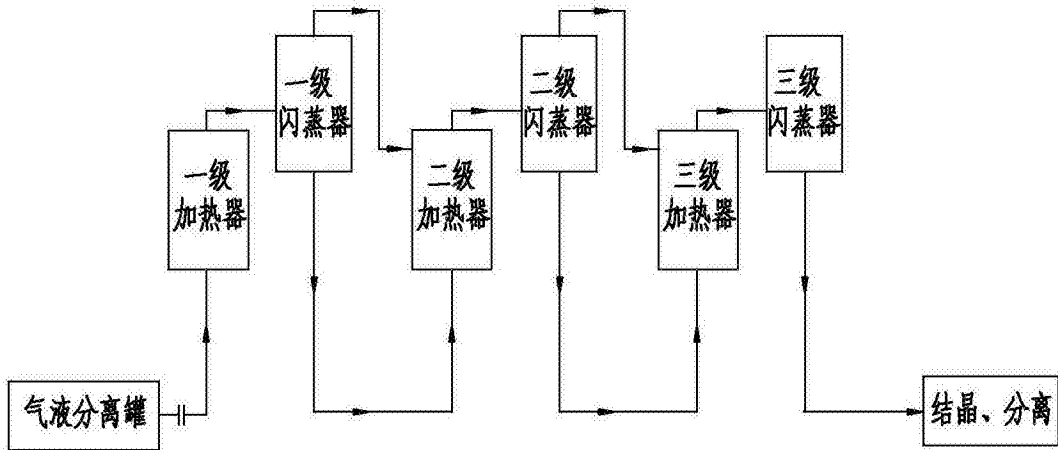 一级
闪蒸器
二级
闪蒸器
三级
闪蒸器
一级
加热器
二级
加热器
三级
加热器
气液分离罐
结晶、分离